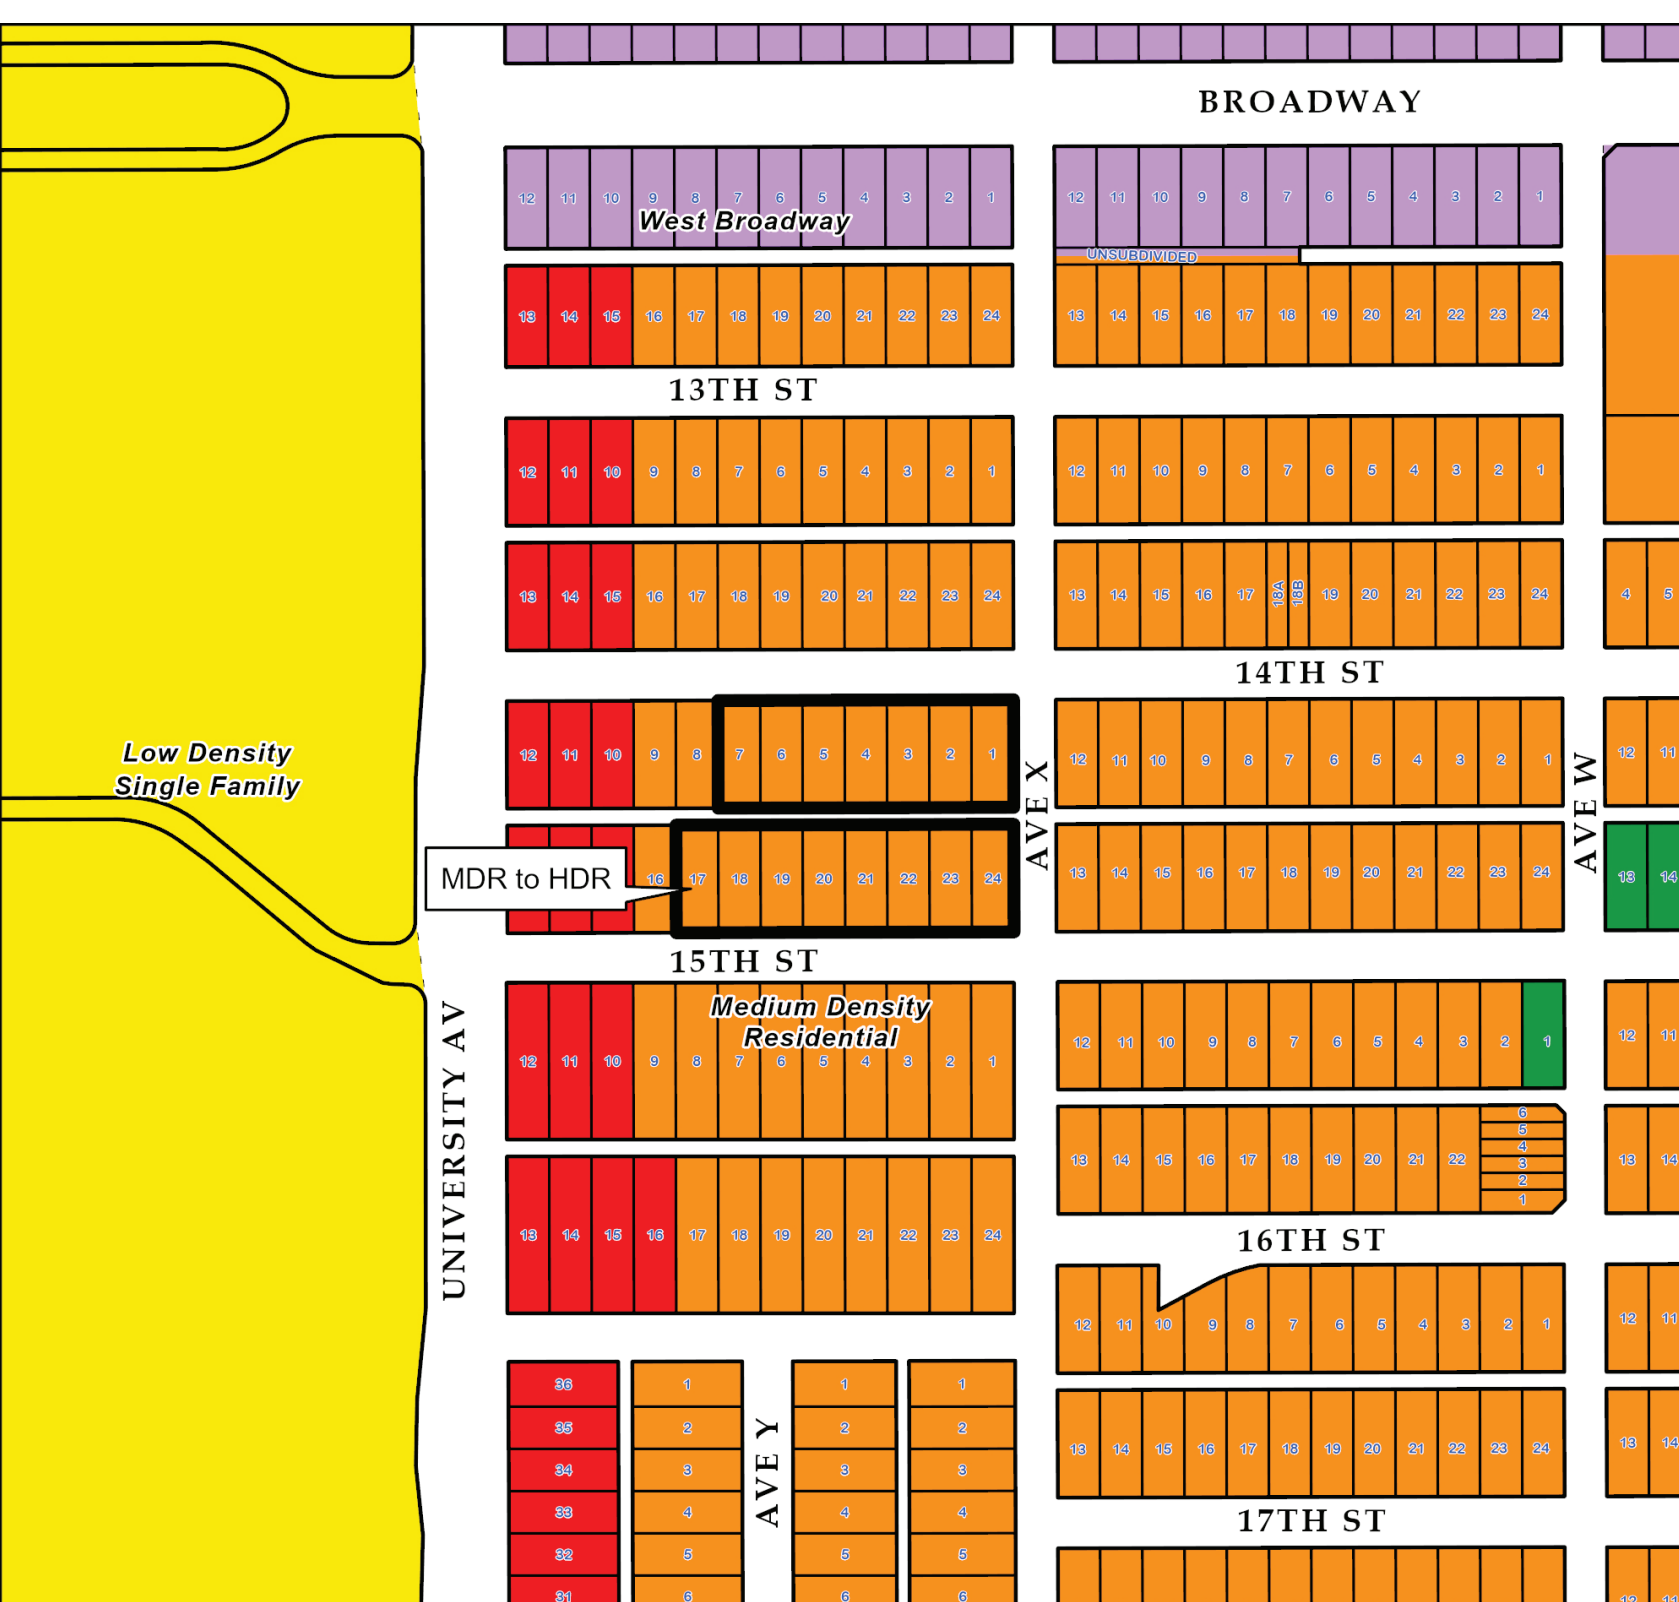 BROADWAY
12 11 10 9 8 7 6 5 4 3 2 1
West Broadway
12 11 10 9 8 7 6 5 4 3 2 1
UNSUBDIVIDED
13 14 15 16 17 18 19 20 21 22 23 24
13 14 15 16 17 18 19 20 21 22 23 24
13TH ST
12 11 10 9 8 7 6 5 4 3 2 1
12 11 10 9 8 7 6 5 4 3 2 1
13 14 15 16 17 18 19 20 21 22 23 24
13 14 15 16 17 18A 18B 19 20 21 22 23 24
4 5
14TH ST
12 11 10 9 8 7 6 5 4 3 2 1
12 11 10 9 8 7 6 5 4 3 2 1
12 11
Low Density
Single Family
AVE X
AVE W
MDR to HDR
16 17 18 19 20 21 22 23 24
13 14 15 16 17 18 19 20 21 22 23 24
13 14
15TH ST
Medium Density
Residential
12 11 10 9 8 7 6 5 4 3 2 1
12 11 10 9 8 7 6 5 4 3 2 1
12 11
UNIVERSITY AV
13 14 15 16 17 18 19 20 21 22
6
5
4
3
2
1
13 14
13 14 15 16 17 18 19 20 21 22 23 24
16TH ST
12 11 10 9 8 7 6 5 4 3 2 1
12 11
36 1 1 1
35 2 2 2
34 3 3 3
33 4 4 4
32 5 5 5
31 6 6 6
AVE Y
13 14 15 16 17 18 19 20 21 22 23 24
13 14
17TH ST